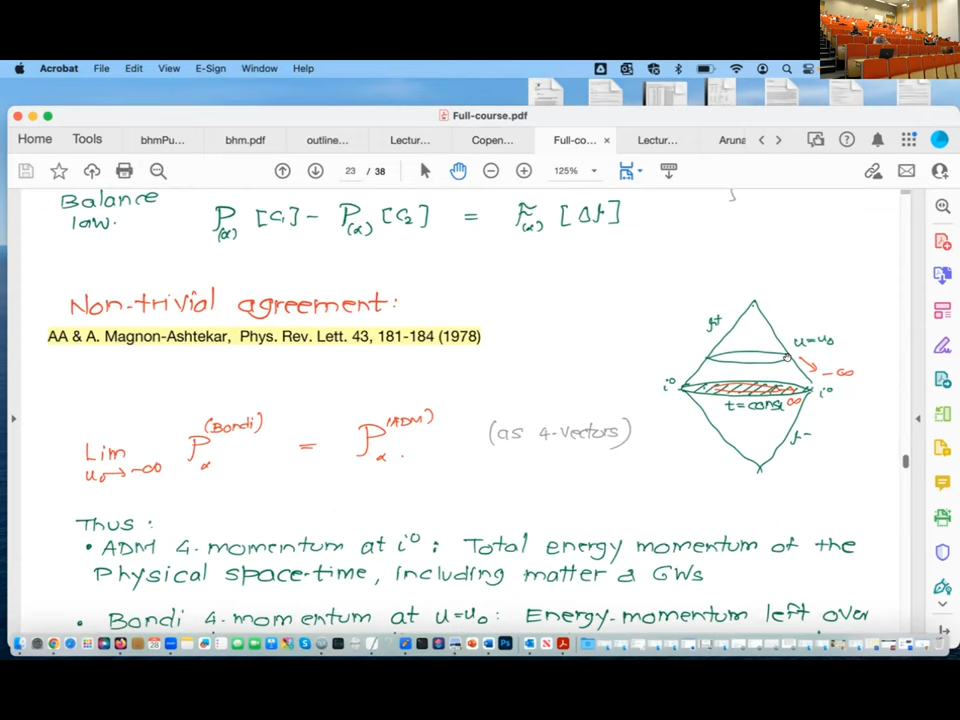 Acrobat File Edit View E-Sign Window Help
Full-course.pdf
Home Tools bhmPu... bhm.pdf outline... Lectur... Copen... Full-co... × Lectur... Aruna
23 / 38 125%
Balance
law.
P(α) [C1] - P(α) [C2] = F(α) [Δℐ]
Non-trivial agreement:
AA & A. Magnon-Ashtekar, Phys. Rev. Lett. 43, 181-184 (1978)
ℐ+
u=u0
-∞
i° i°
t=const
∞
ℐ-
Lim u0→-∞ Pα (Bondi) = Pα (ADM) (as 4-vectors)
Thus:
• ADM 4-momentum at i°: Total energy momentum of the
Physical space-time, including matter & GWs
• Bondi 4-momentum at u=u0: Energy-momentum left over